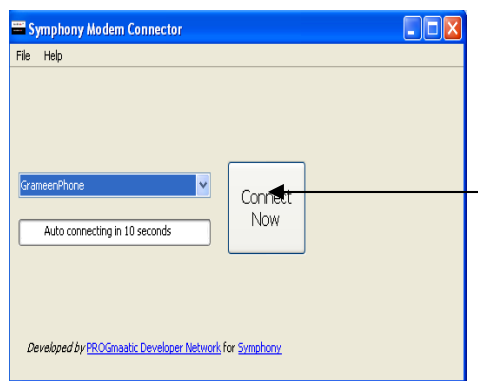 Symphony Modem Connector
File Help
GrameenPhone
Auto connecting in 10 seconds
Connect
Now
Developed by PROGmaatic Developer Network for Symphony